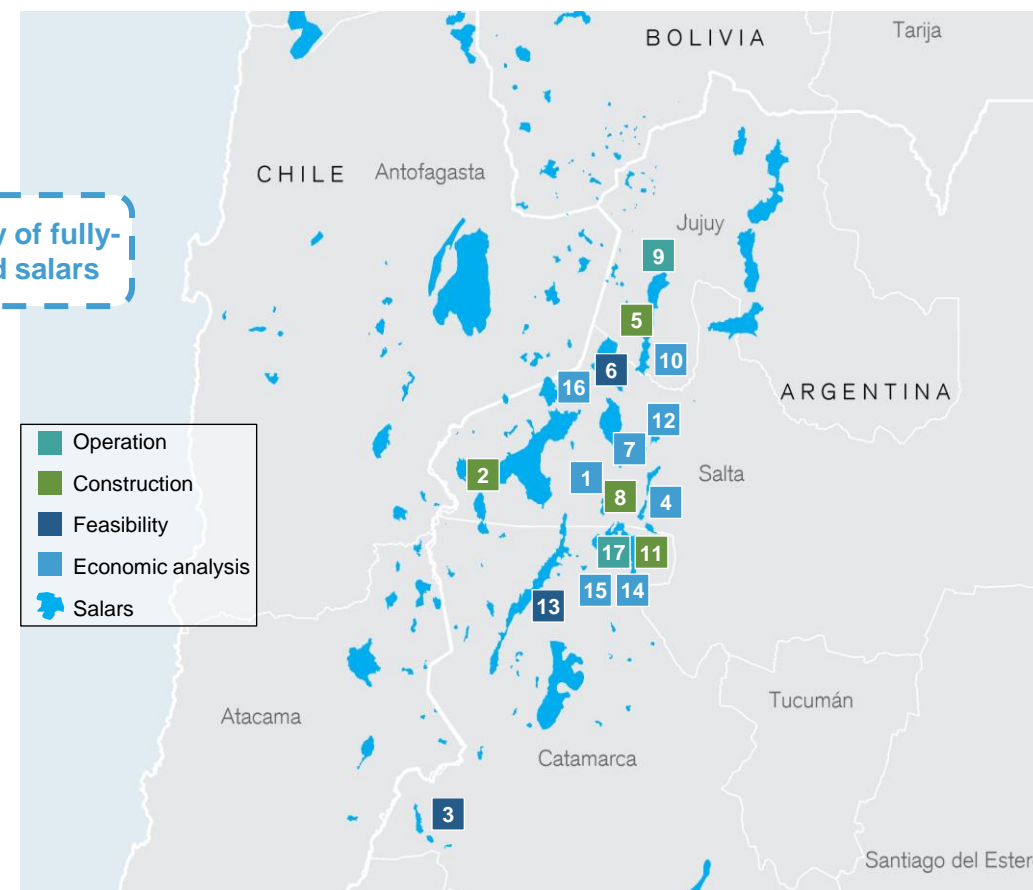 BOLIVIA
Tarija
CHILE
Antofagasta
Jujuy
y of fully-
d salars
9
5
10
6
16
ARGENTINA
12
7
Salta
2
1
8
4
17
11
15
14
13
Operation
Construction
Feasibility
Economic analysis
Salars
Tucumán
Atacama
Catamarca
3
Santiago del Ester